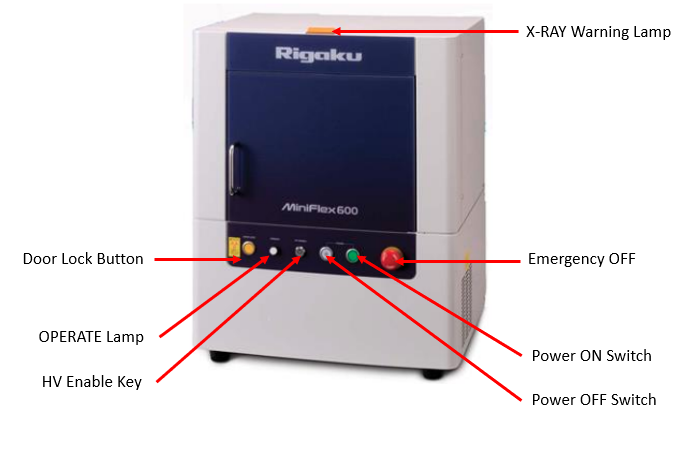 X-RAY Warning Lamp
Rigaku
MiniFlex600
Door Lock Button
Emergency OFF
OPERATE Lamp
Power ON Switch
HV Enable Key
Power OFF Switch